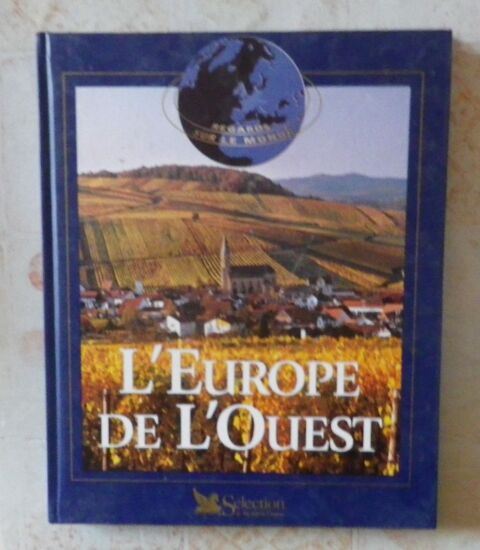 REGARDS
SUR LE MONDE
L'EUROPE
DE L'OUEST
Sélection